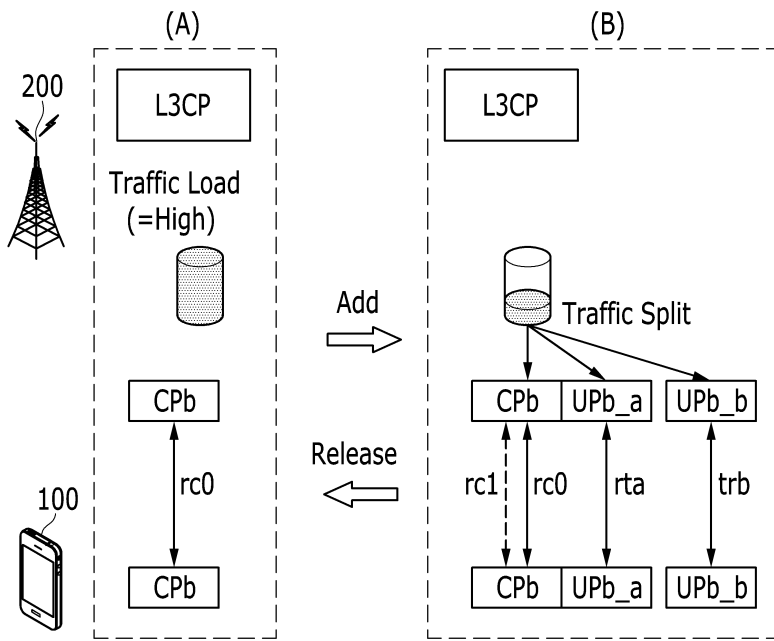 (A)
(B)
200
L3CP
L3CP
Traffic Load
(=High)
Add
Traffic Split
CPb
CPb
UPb_a
UPb_b
Release
rc0
rc1
rc0
rta
trb
100
CPb
CPb
UPb_a
UPb_b